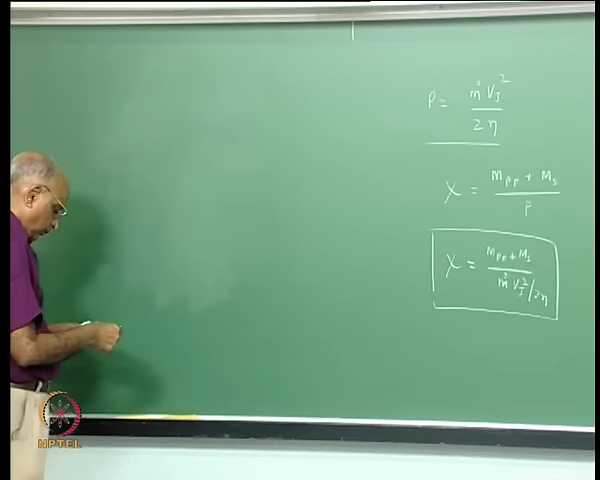 P = ṁ V_J² / 2η
X = M_PP + M_s / P
X = M_PP + M_s / ṁ V_J² / 2η
NPTEL